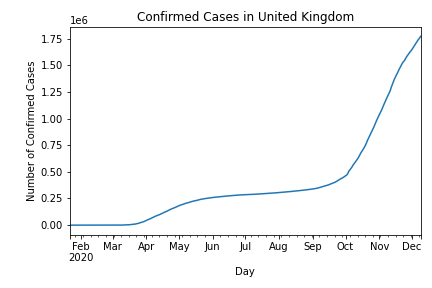 Confirmed Cases in United Kingdom
1e6
1.75
1.50
1.25
1.00
0.75
0.50
0.25
0.00
Number of Confirmed Cases
Feb Mar Apr May Jun Jul Aug Sep Oct Nov Dec
2020
Day